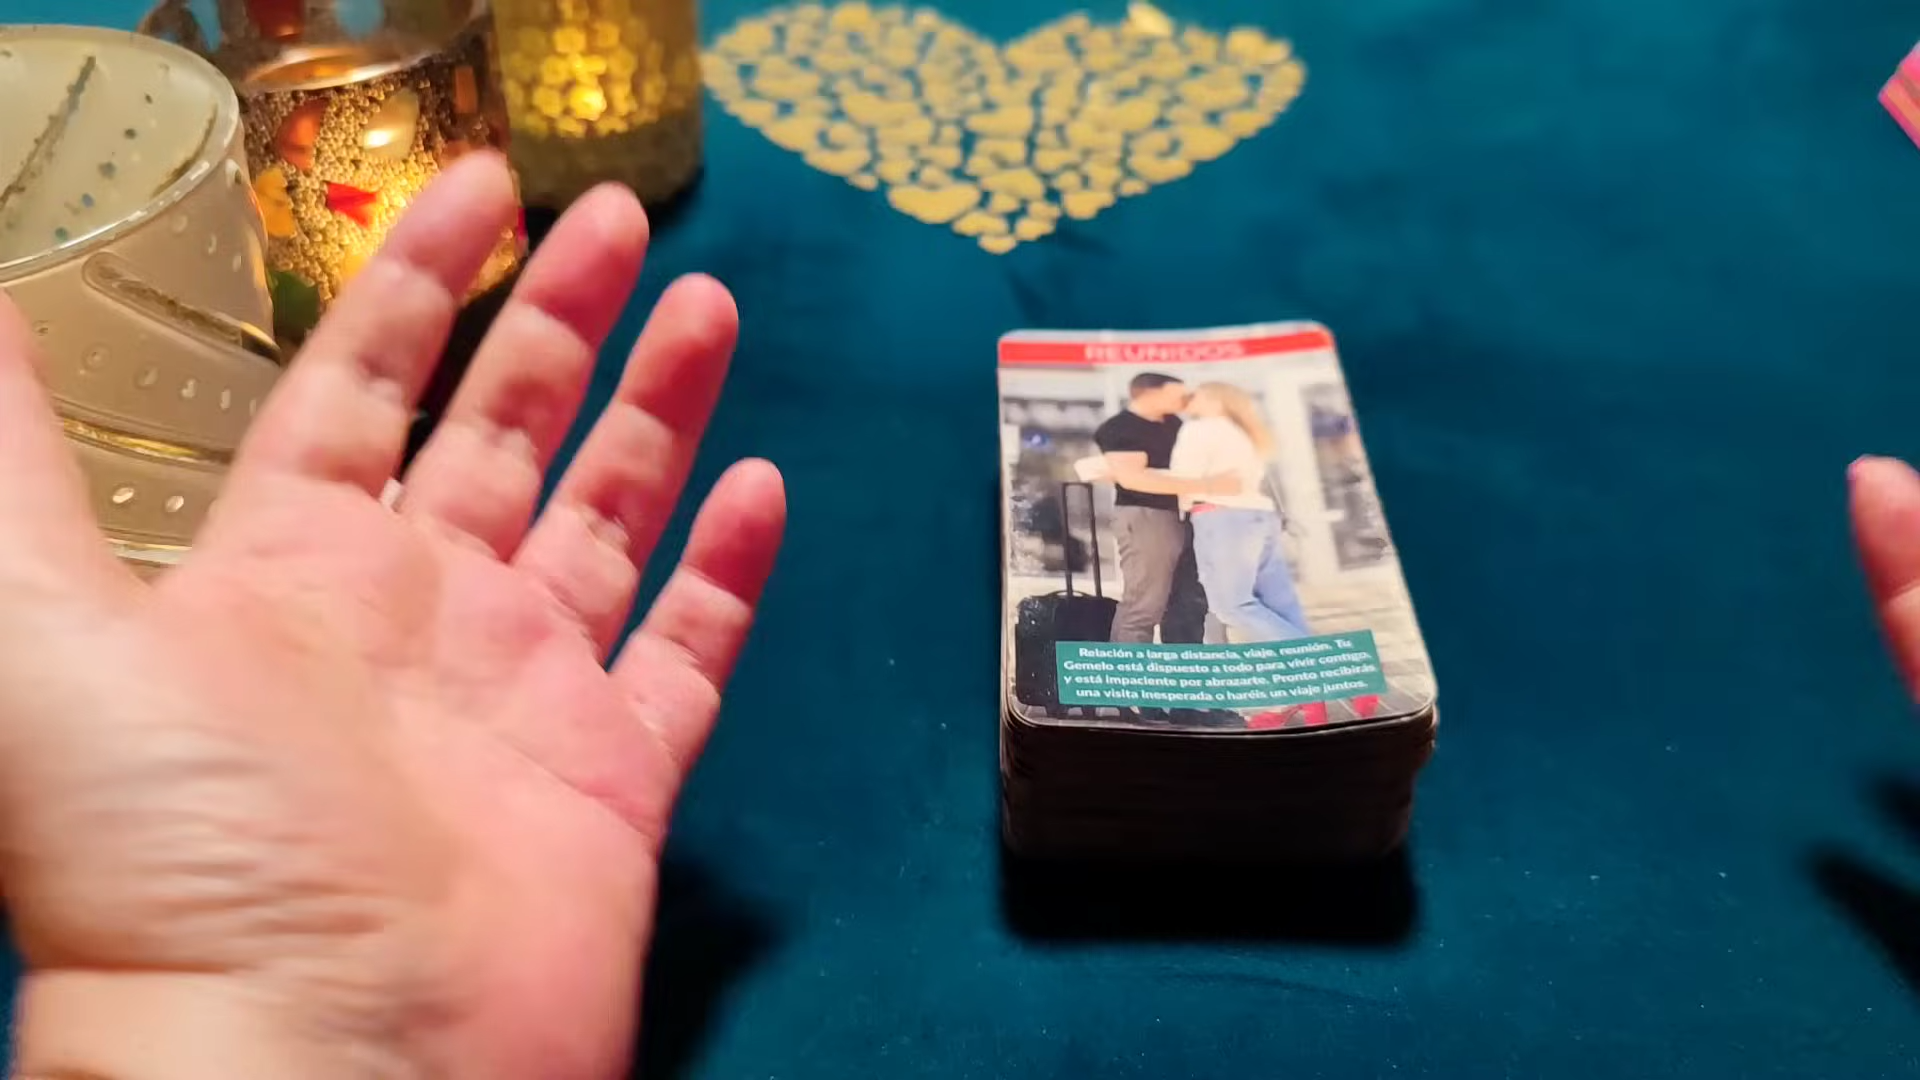 REUNIDOS
Relación a larga distancia, viaje, reunión. Tu
Gemelo está dispuesto a todo para vivir contigo,
y está impaciente por abrazarte. Pronto recibirás
una visita inesperada o haréis un viaje juntos.